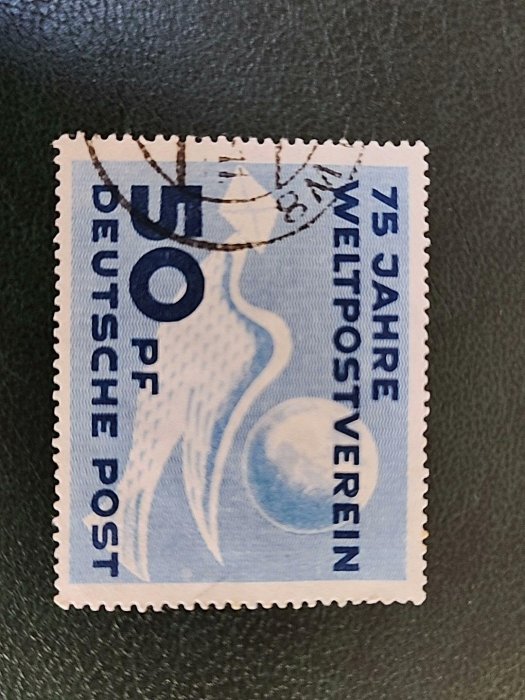 75 JAHRE
WELTPOSTVEREIN
50 PF
DEUTSCHE POST